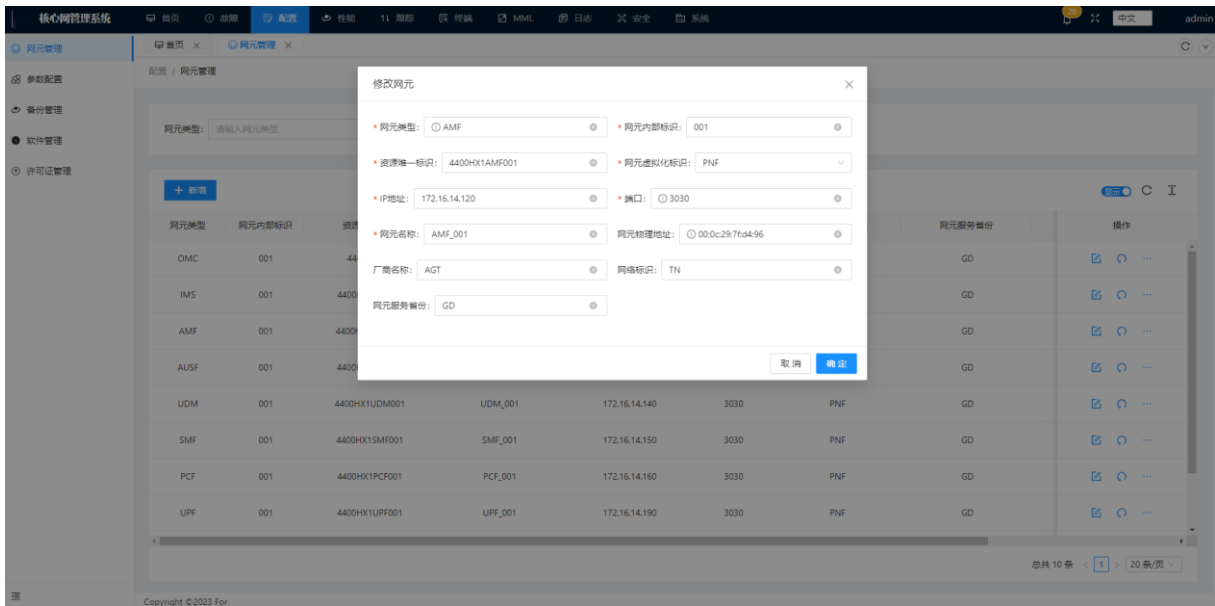 核心网管理系统 首页 故障 配置 性能 跟踪 终端 MML 日志 安全 系统 20 中文 admin
网元管理 首页 网元管理
参数配置
备份管理
软件管理
许可证管理
配置 / 网元管理
网元类型: 请输入网元类型
新增 显示
修改网元
* 网元类型: AMF * 网元内部标识: 001
* 资源唯一标识: 4400HX1AMF001 * 网元虚拟化标识: PNF
* IP地址: 172.16.14.120 * 端口: 3030
* 网元名称: AMF_001 网元物理地址: 00:0c:29:7f:d4:96
厂商名称: AGT 网络标识: TN
网元服务省份: GD
取 消 确 定
网元类型 网元内部标识 资源 网元服务省份 操作
OMC 001 44 GD
IMS 001 4400 GD
AMF 001 4400H GD
AUSF 001 4400 GD
UDM 001 4400HX1UDM001 UDM_001 172.16.14.140 3030 PNF GD
SMF 001 4400HX1SMF001 SMF_001 172.16.14.150 3030 PNF GD
PCF 001 4400HX1PCF001 PCF_001 172.16.14.160 3030 PNF GD
UPF 001 4400HX1UPF001 UPF_001 172.16.14.190 3030 PNF GD
总共 10 条 < 1 > 20 条/页
Copyright ©2023 For